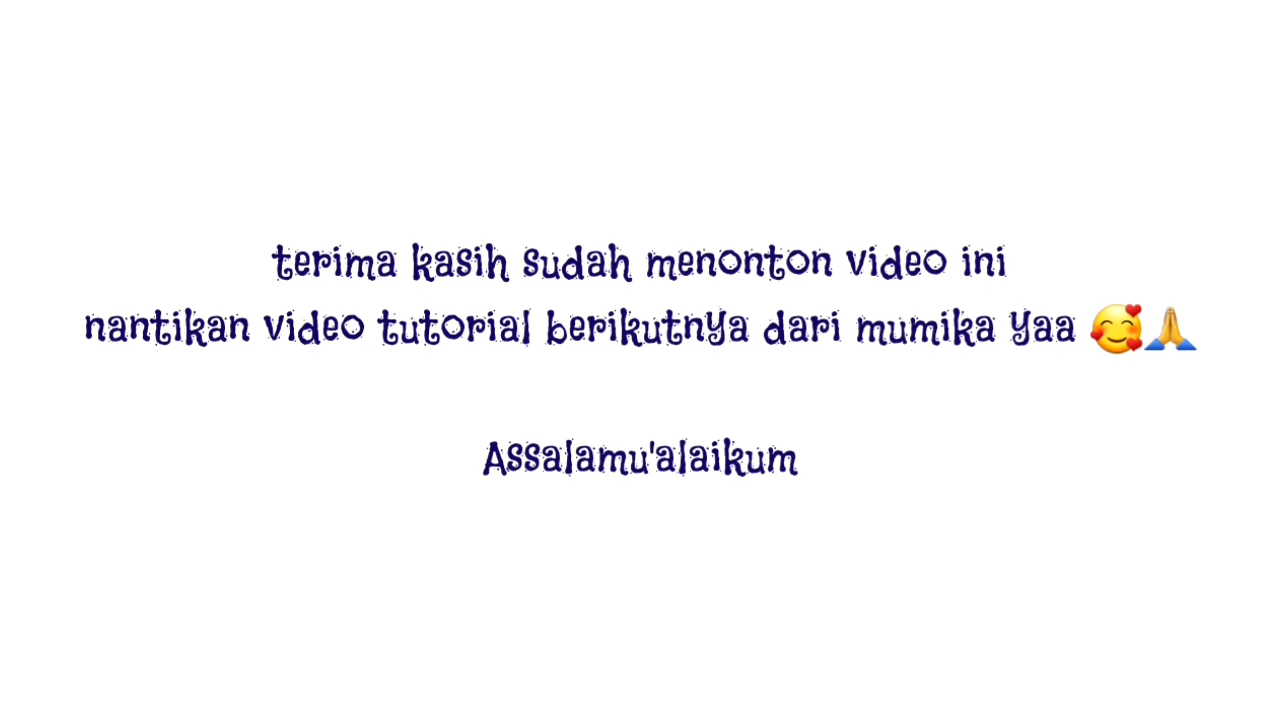 terima kasih sudah menonton video ini
nantikan video tutorial berikutnya dari mumika yaa 🥰🙏
Assalamu'alaikum